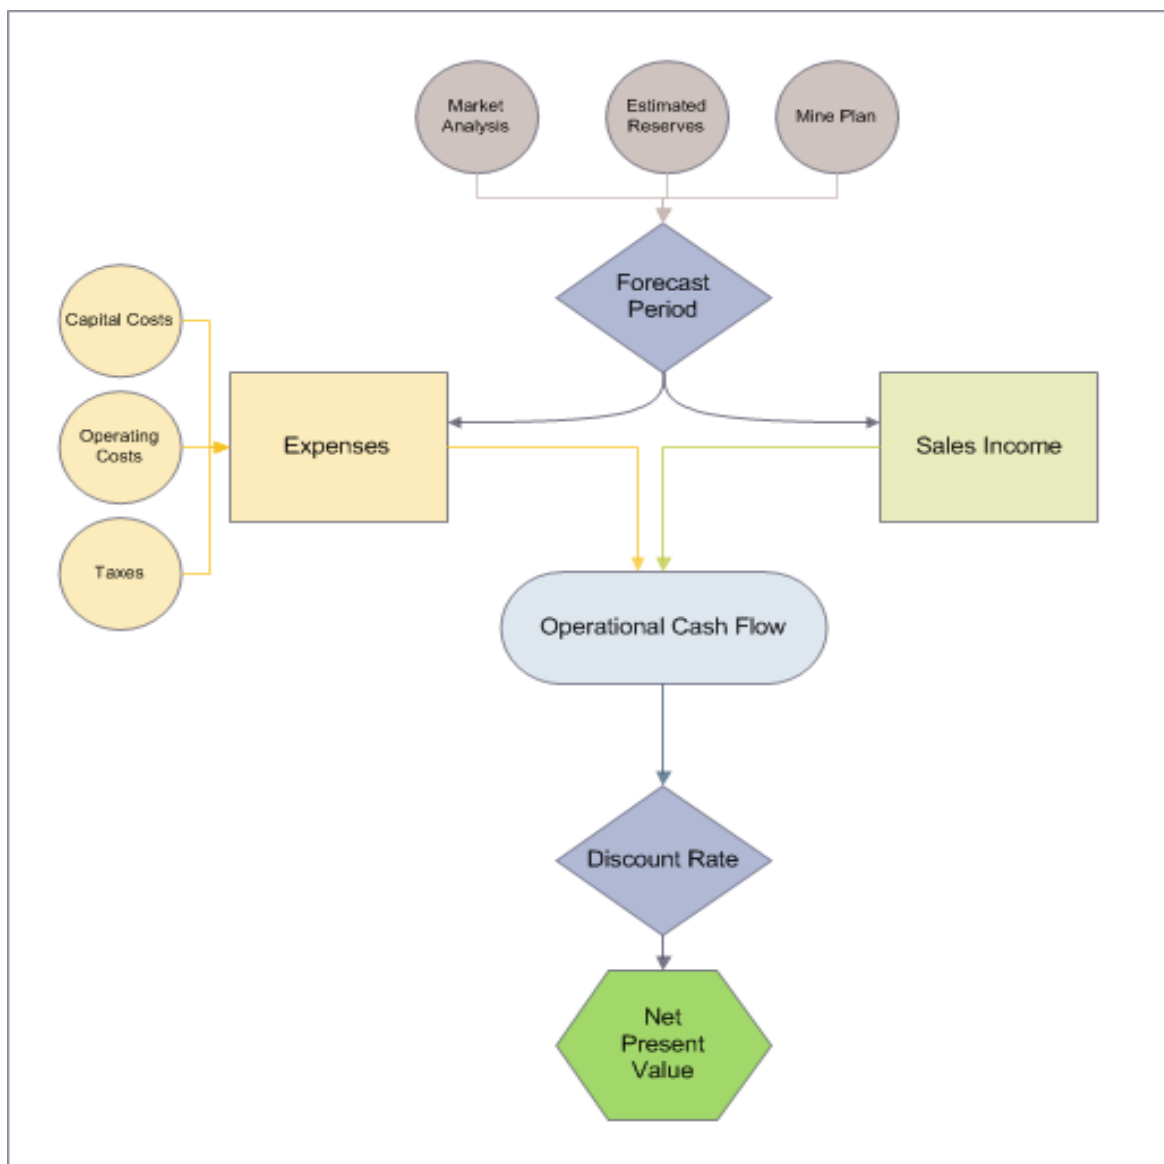 Market
Analysis
Estimated
Reserves
Mine Plan
Forecast
Period
Capital Costs
Operating
Costs
Taxes
Expenses
Sales Income
Operational Cash Flow
Discount Rate
Net
Present
Value